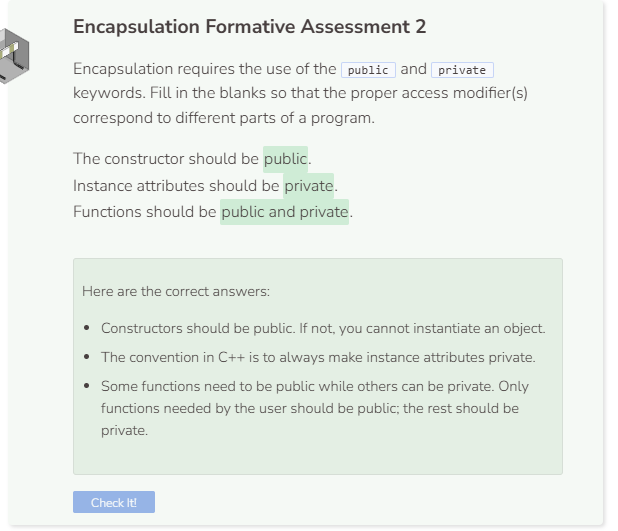 Encapsulation Formative Assessment 2
Encapsulation requires the use of the public and private
keywords. Fill in the blanks so that the proper access modifier(s)
correspond to different parts of a program.
The constructor should be public.
Instance attributes should be private.
Functions should be public and private.
Here are the correct answers:
• Constructors should be public. If not, you cannot instantiate an object.
• The convention in C++ is to always make instance attributes private.
• Some functions need to be public while others can be private. Only
functions needed by the user should be public; the rest should be
private.
Check It!